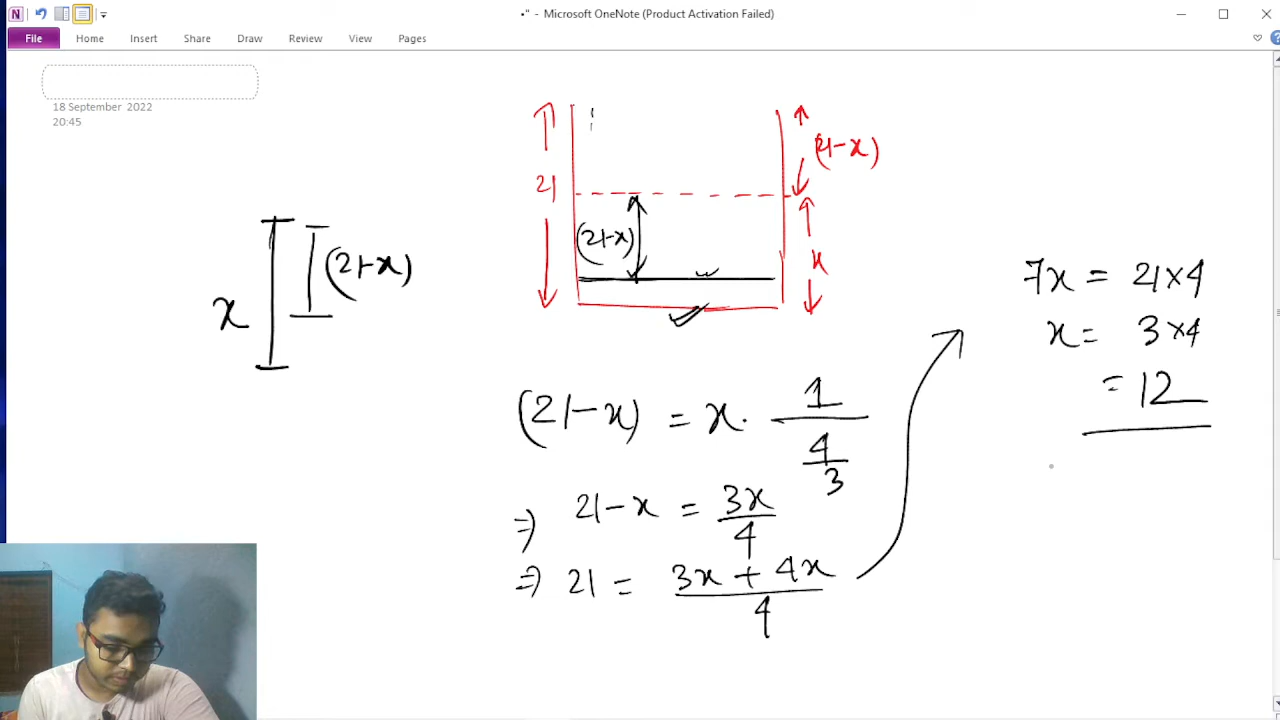 •" - Microsoft OneNote (Product Activation Failed)
File Home Insert Share Draw Review View Pages
18 September 2022
20:45
21
(21-x)
(21-x)
x
x
(21-x)
(21-x) = x · 1/(4/3)
⇒ 21-x = 3x/4
⇒ 21 = (3x + 4x)/4
7x = 21×4
x = 3×4
= 12